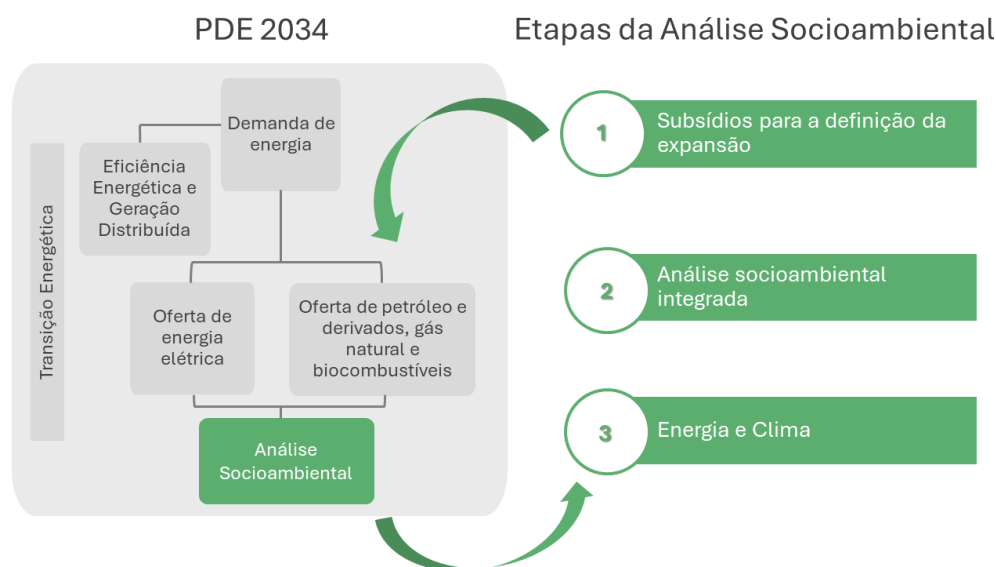 PDE 2034
Etapas da Análise Socioambiental
Demanda de
energia
Eficiência
Energética e
Geração
Distribuída
Transição Energética
Oferta de
energia
elétrica
Oferta de petróleo e
derivados, gás
natural e
biocombustíveis
Análise
Socioambiental
1
Subsídios para a definição da
expansão
2
Análise socioambiental
integrada
3
Energia e Clima